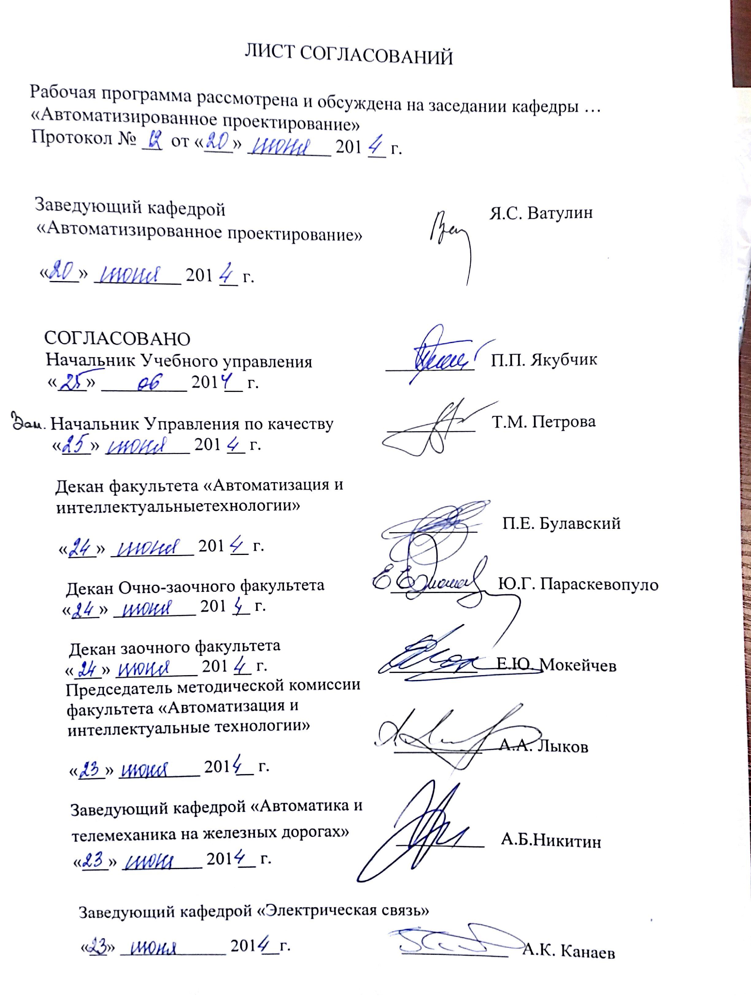 ЛИСТ СОГЛАСОВАНИЙ
Рабочая программа рассмотрена и обсуждена на заседании кафедры …
«Автоматизированное проектирование»
Протокол № 12 от «20» июня 2014 г.
Заведующий кафедрой
Я.С. Ватулин
«Автоматизированное проектирование»
«20» июня 2014 г.
СОГЛАСОВАНО
Начальник Учебного управления П.П. Якубчик
«25» 06 2014 г.
Зам. Начальник Управления по качеству Т.М. Петрова
«25» июня 2014 г.
Декан факультета «Автоматизация и
интеллектуальныетехнологии»
П.Е. Булавский
«24» июня 2014 г.
Декан Очно-заочного факультета Ю.Г. Параскевопуло
«24» июня 2014 г.
Декан заочного факультета
«24» июня 2014 г. Е.Ю. Мокейчев
Председатель методической комиссии
факультета «Автоматизация и
интеллектуальные технологии»
А.А. Лыков
«23» июня 2014 г.
Заведующий кафедрой «Автоматика и
телемеханика на железных дорогах» А.Б.Никитин
«23» июня 2014 г.
Заведующий кафедрой «Электрическая связь»
«23» июня 2014 г. А.К. Канаев